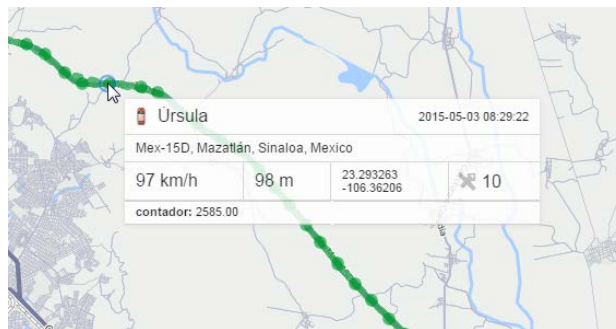 Úrsula 2015-05-03 08:29:22
Mex-15D, Mazatlán, Sinaloa, Mexico
97 km/h 98 m 23.293263 10
-106.36206
contador: 2585.00